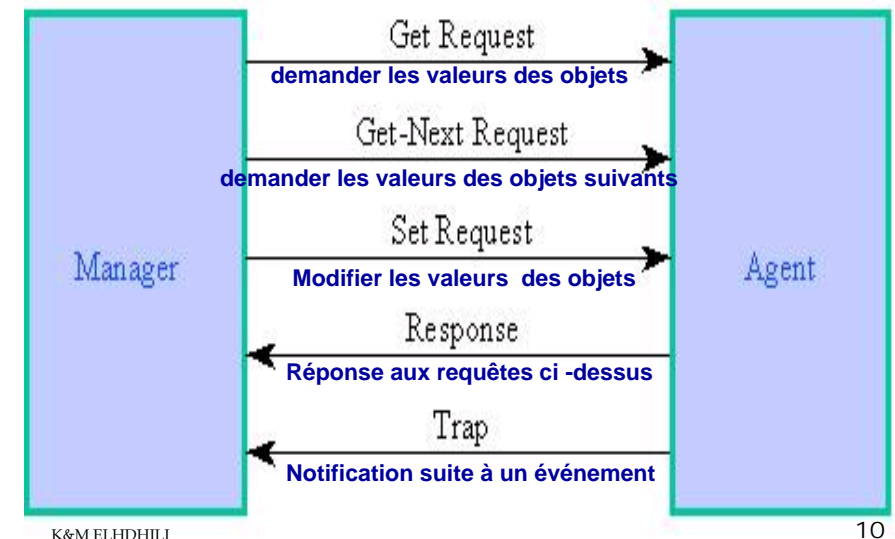 Get Request
demander les valeurs des objets
Get-Next Request
demander les valeurs des objets suivants
Set Request
Manager
Modifier les valeurs des objets
Agent
Response
Réponse aux requêtes ci -dessus
Trap
Notification suite à un événement
K&M ELHDHILI
10